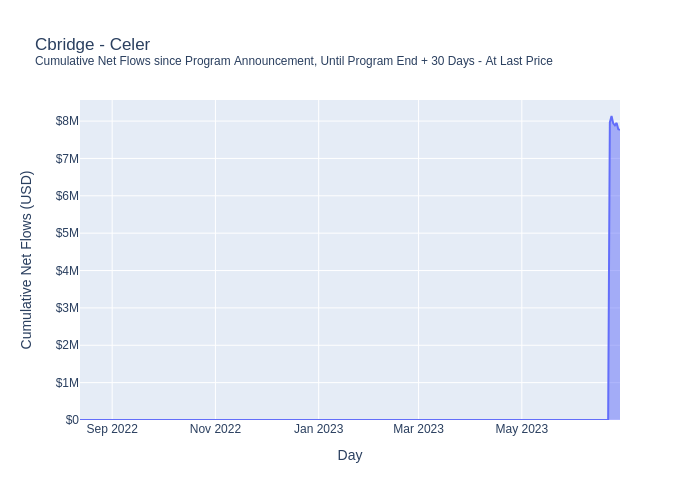 Cbridge - Celer
Cumulative Net Flows since Program Announcement, Until Program End + 30 Days - At Last Price
Cumulative Net Flows (USD)
$8M
$7M
$6M
$5M
$4M
$3M
$2M
$1M
$0
Sep 2022
Nov 2022
Jan 2023
Mar 2023
May 2023
Day